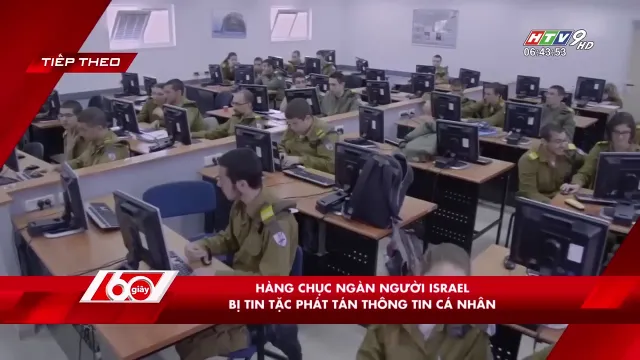 TIẾP THEO
HTV9 HD
06:43:53
60 giây
HÀNG CHỤC NGÀN NGƯỜI ISRAEL
BỊ TIN TẶC PHÁT TÁN THÔNG TIN CÁ NHÂN